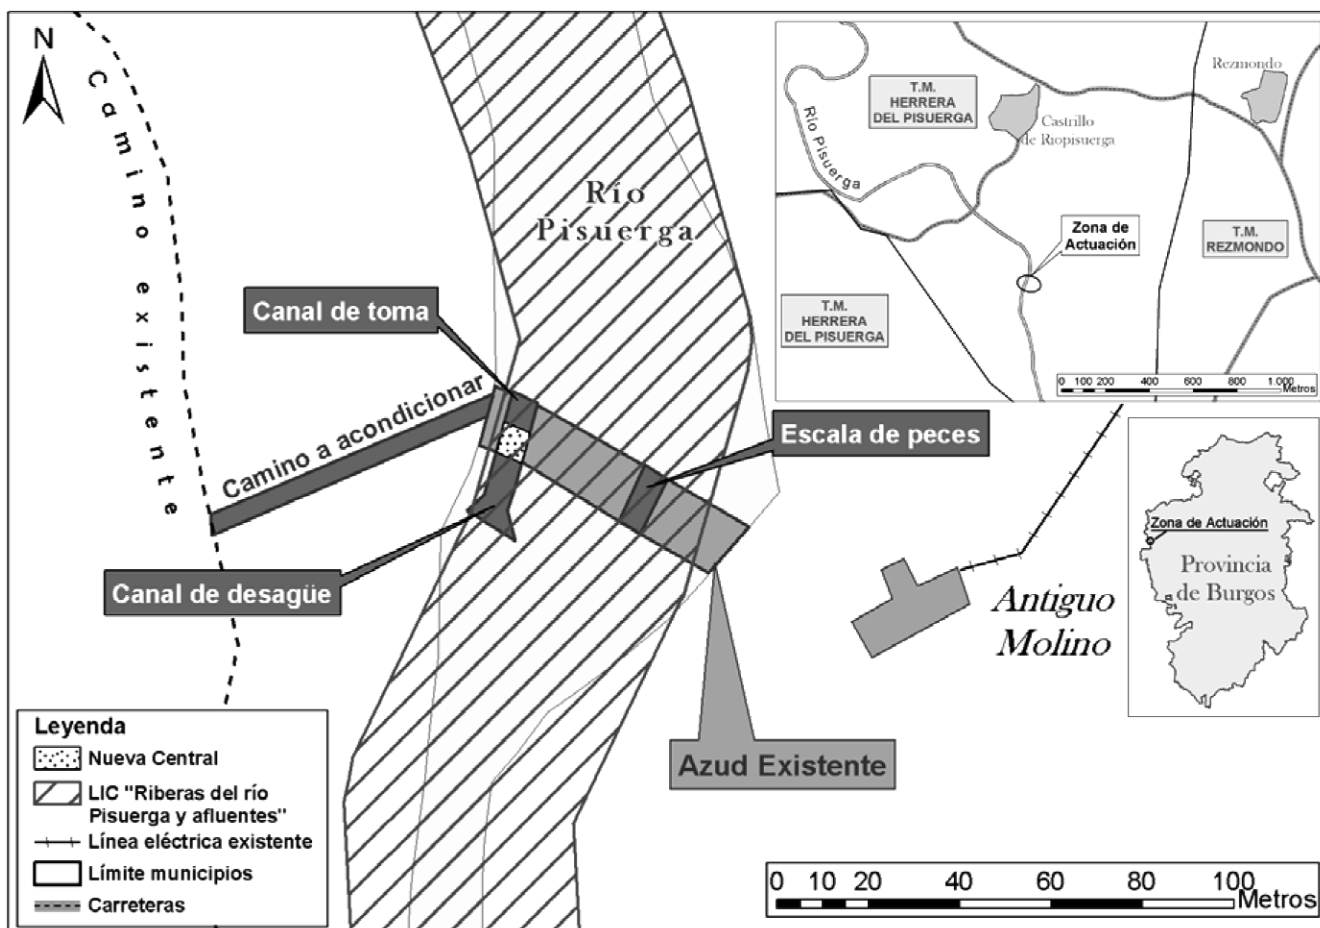 N
Camino existente
Río
Pisuerga
Canal de toma
Camino a acondicionar
Escala de peces
Canal de desagüe
Azud Existente
Antiguo
Molino
T.M.
HERRERA
DEL PISUERGA
Rezmondo
Castrillo
de Riopisuerga
Río Pisuerga
Zona de
Actuación
T.M.
REZMONDO
T.M.
HERRERA
DEL PISUERGA
0 100 200 400 600 800 1.000
Metros
Zona de Actuación
Provincia
de Burgos
Leyenda
Nueva Central
LIC "Riberas del río
Pisuerga y afluentes"
Línea eléctrica existente
Límite municipios
Carreteras
0 10 20 40 60 80 100
Metros